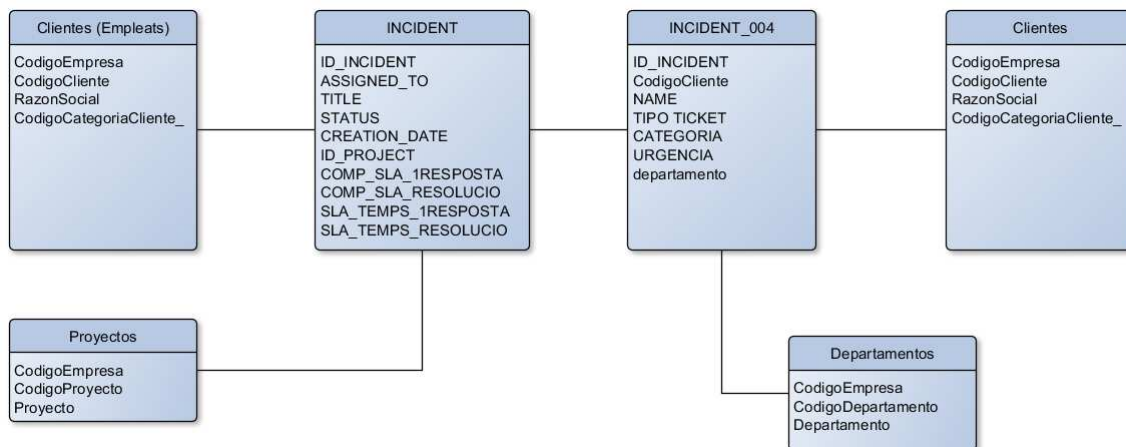 Clientes (Empleats)
CodigoEmpresa
CodigoCliente
RazonSocial
CodigoCategoriaCliente_
INCIDENT
ID_INCIDENT
ASSIGNED_TO
TITLE
STATUS
CREATION_DATE
ID_PROJECT
COMP_SLA_1RESPOSTA
COMP_SLA_RESOLUCIO
SLA_TEMPS_1RESPOSTA
SLA_TEMPS_RESOLUCIO
INCIDENT_004
ID_INCIDENT
CodigoCliente
NAME
TIPO TICKET
CATEGORIA
URGENCIA
departamento
Clientes
CodigoEmpresa
CodigoCliente
RazonSocial
CodigoCategoriaCliente_
Proyectos
CodigoEmpresa
CodigoProyecto
Proyecto
Departamentos
CodigoEmpresa
CodigoDepartamento
Departamento